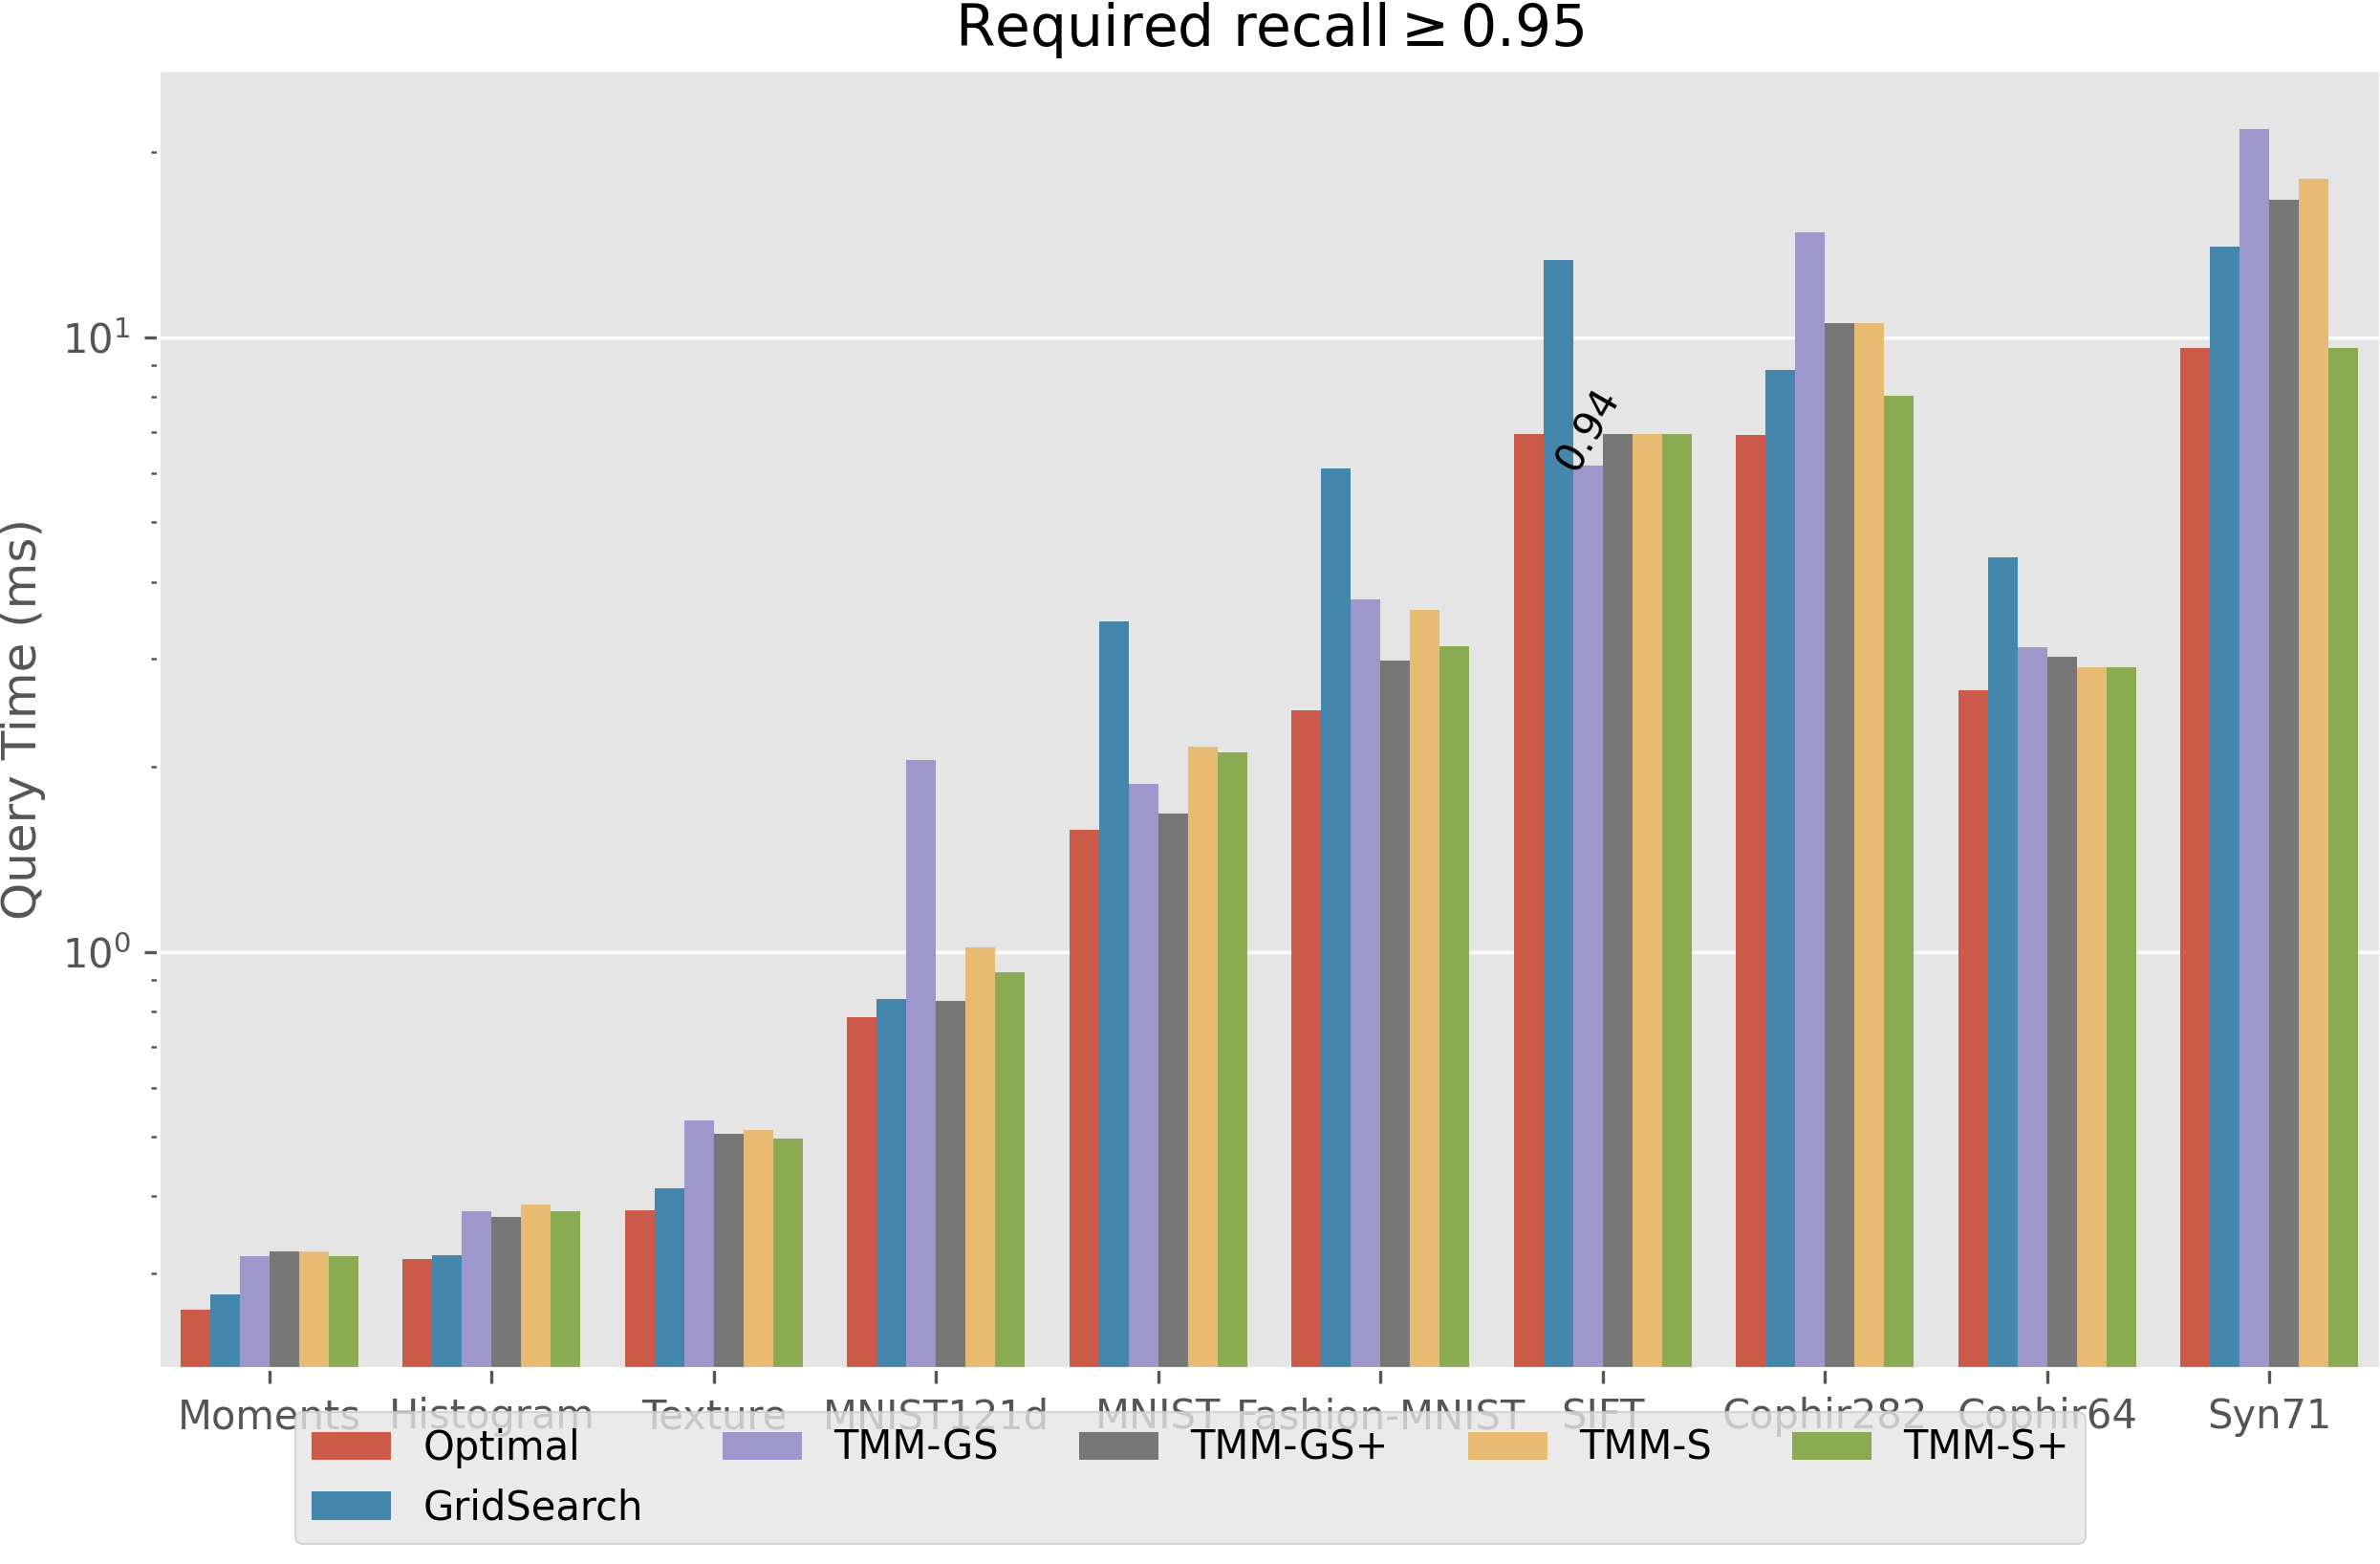 Required recall ≥ 0.95
Query Time (ms)
10¹
10⁰
0.94
Moments Histogram Texture MNIST121d MNIST Fashion-MNIST SIFT Cophir282 Cophir64 Syn71
Optimal TMM-GS TMM-GS+ TMM-S TMM-S+
GridSearch